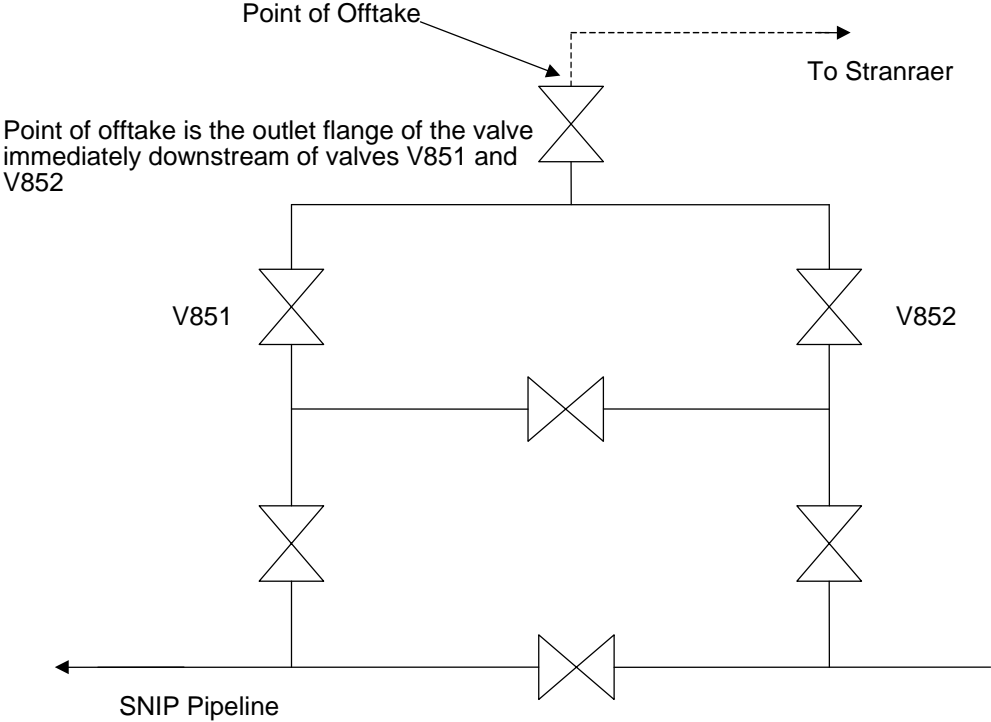 Point of Offtake
To Stranraer
Point of offtake is the outlet flange of the valve
immediately downstream of valves V851 and
V852
V851
V852
SNIP Pipeline